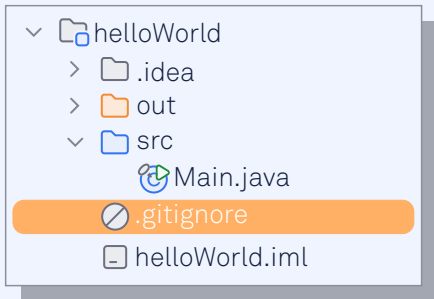 helloWorld
.idea
out
src
Main.java
.gitignore
helloWorld.iml